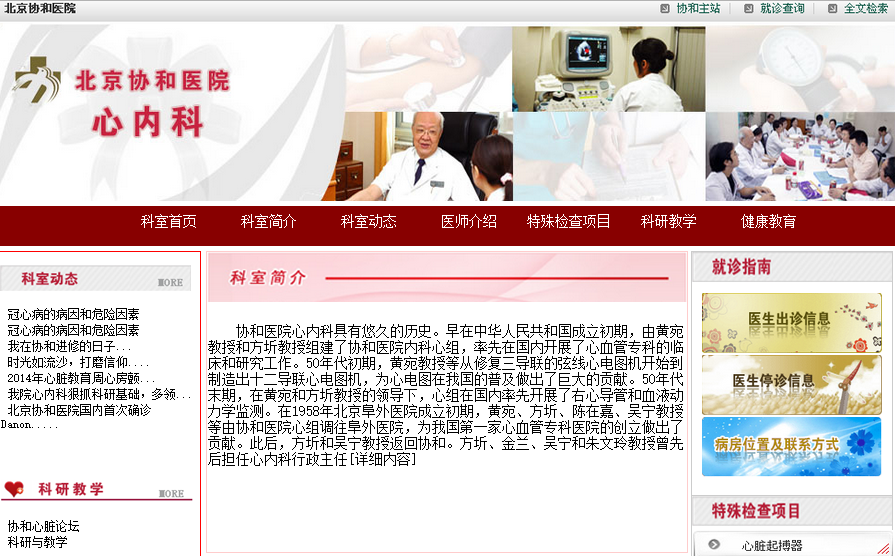 北京协和医院
协和主站
就诊查询
全文检索
北京协和医院
心内科
科室首页
科室简介
科室动态
医师介绍
特殊检查项目
科研教学
健康教育
科室动态
MORE
冠心病的病因和危险因素
冠心病的病因和危险因素
我在协和进修的日子...
时光如流沙，打磨信仰....
2014年心脏教育周心房颤...
我院心内科狠抓科研基础，多领...
北京协和医院国内首次确诊
Danon.....
科研教学
MORE
协和心脏论坛
科研与教学
科室简介
协和医院心内科具有悠久的历史。早在中华人民共和国成立初期，由黄宛
教授和方圻教授组建了协和医院内科心组，率先在国内开展了心血管专科的临
床和研究工作。50年代初期，黄宛教授等从修复三导联的弦线心电图机开始到
制造出十二导联心电图机，为心电图在我国的普及做出了巨大的贡献。50年代
末期，在黄宛和方圻教授的领导下，心组在国内率先开展了右心导管和血液动
力学监测。在1958年北京阜外医院成立初期，黄宛、方圻、陈在嘉、吴宁教授
等由协和医院心组调往阜外医院，为我国第一家心血管专科医院的创立做出了
贡献。此后，方圻和吴宁教授返回协和。方圻、金兰、吴宁和朱文玲教授曾先
后担任心内科行政主任[详细内容]
就诊指南
医生出诊信息
医生停诊信息
病房位置及联系方式
特殊检查项目
心脏起搏器